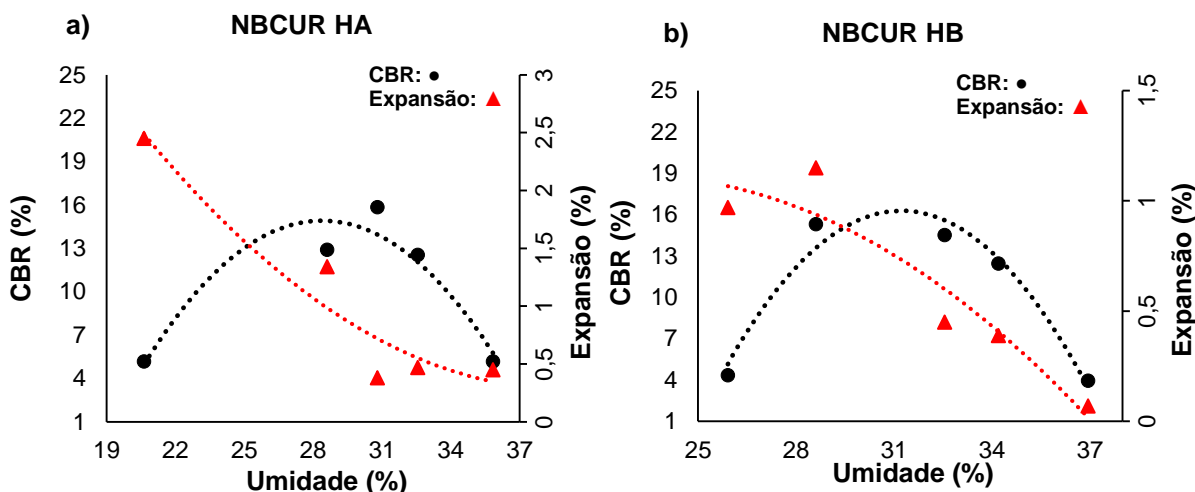 a) NBCUR HA
CBR: ●
Expansão: ▲
25
22
19
16
13
10
7
4
1
CBR (%)
3
2,5
2
1,5
1
0,5
0
Expansão (%)
19 22 25 28 31 34 37
Umidade (%)
b) NBCUR HB
CBR: ●
Expansão: ▲
25
22
19
16
13
10
7
4
1
CBR (%)
1,5
1
0,5
0
Expansão (%)
25 28 31 34 37
Umidade (%)